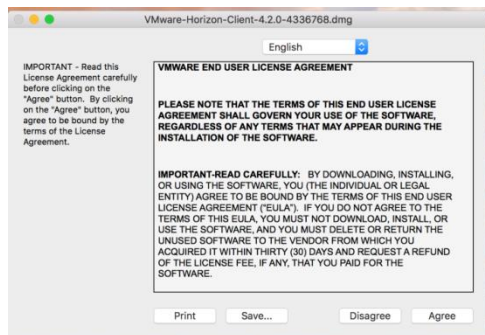 VMware-Horizon-Client-4.2.0-4336768.dmg
English
IMPORTANT - Read this
License Agreement carefully
before clicking on the
"Agree" button. By clicking
on the "Agree" button, you
agree to be bound by the
terms of the License
Agreement.
VMWARE END USER LICENSE AGREEMENT
PLEASE NOTE THAT THE TERMS OF THIS END USER LICENSE
AGREEMENT SHALL GOVERN YOUR USE OF THE SOFTWARE,
REGARDLESS OF ANY TERMS THAT MAY APPEAR DURING THE
INSTALLATION OF THE SOFTWARE.
IMPORTANT-READ CAREFULLY: BY DOWNLOADING, INSTALLING,
OR USING THE SOFTWARE, YOU (THE INDIVIDUAL OR LEGAL
ENTITY) AGREE TO BE BOUND BY THE TERMS OF THIS END USER
LICENSE AGREEMENT ("EULA"). IF YOU DO NOT AGREE TO THE
TERMS OF THIS EULA, YOU MUST NOT DOWNLOAD, INSTALL, OR
USE THE SOFTWARE, AND YOU MUST DELETE OR RETURN THE
UNUSED SOFTWARE TO THE VENDOR FROM WHICH YOU
ACQUIRED IT WITHIN THIRTY (30) DAYS AND REQUEST A REFUND
OF THE LICENSE FEE, IF ANY, THAT YOU PAID FOR THE
SOFTWARE.
Print Save... Disagree Agree